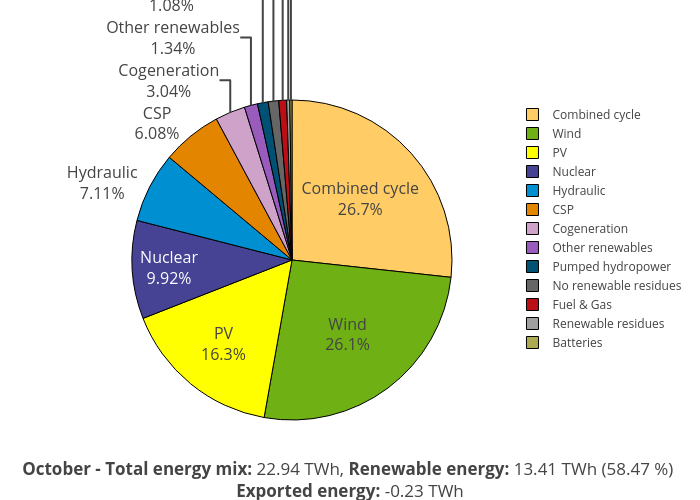 1.08%
Other renewables
1.34%
Cogeneration
3.04%
CSP
6.08%
Hydraulic
7.11%
Nuclear
9.92%
PV
16.3%
Wind
26.1%
Combined cycle
26.7%
Combined cycle
Wind
PV
Nuclear
Hydraulic
CSP
Cogeneration
Other renewables
Pumped hydropower
No renewable residues
Fuel & Gas
Renewable residues
Batteries
October - Total energy mix: 22.94 TWh, Renewable energy: 13.41 TWh (58.47 %)
Exported energy: -0.23 TWh